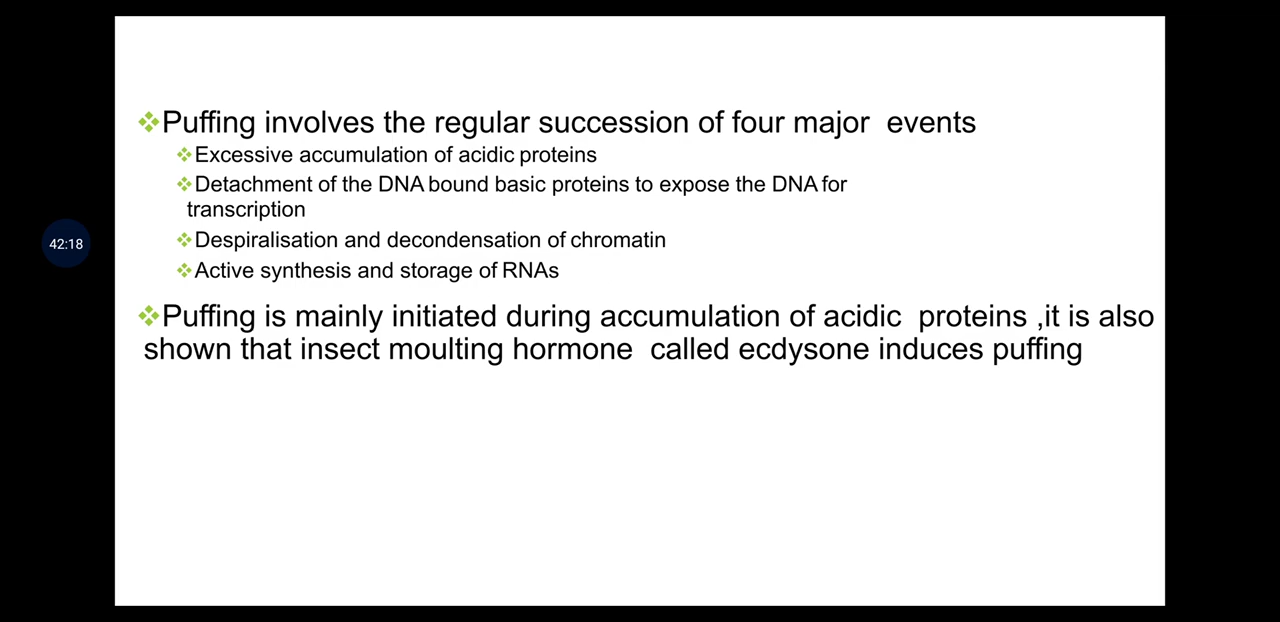 ❖Puffing involves the regular succession of four major events
❖Excessive accumulation of acidic proteins
❖Detachment of the DNA bound basic proteins to expose the DNA for
transcription
42:18
❖Despiralisation and decondensation of chromatin
❖Active synthesis and storage of RNAs
❖Puffing is mainly initiated during accumulation of acidic proteins ,it is also
shown that insect moulting hormone called ecdysone induces puffing